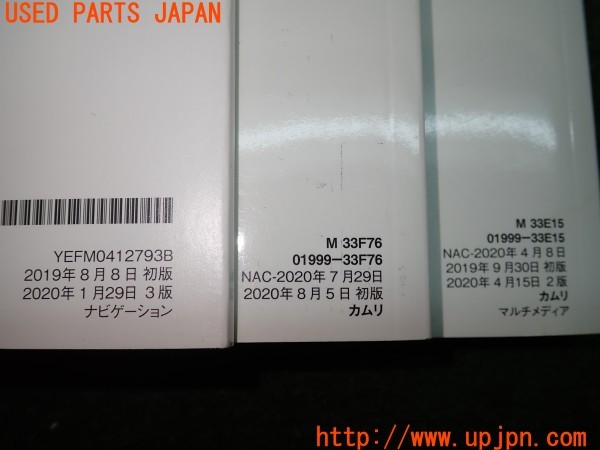 USED PARTS JAPAN
YEFM0412793B
2019年8月8日 初版
2020年1月29日 3版
ナビゲーション
M 33F76
01999-33F76
NAC-2020年7月29日
2020年8月5日 初版
カムリ
M 33E15
01999-33E15
NAC-2020年4月8日
2019年9月30日 初版
2020年4月15日 2版
カムリ
マルチメディア
http://www.upjpn.com/